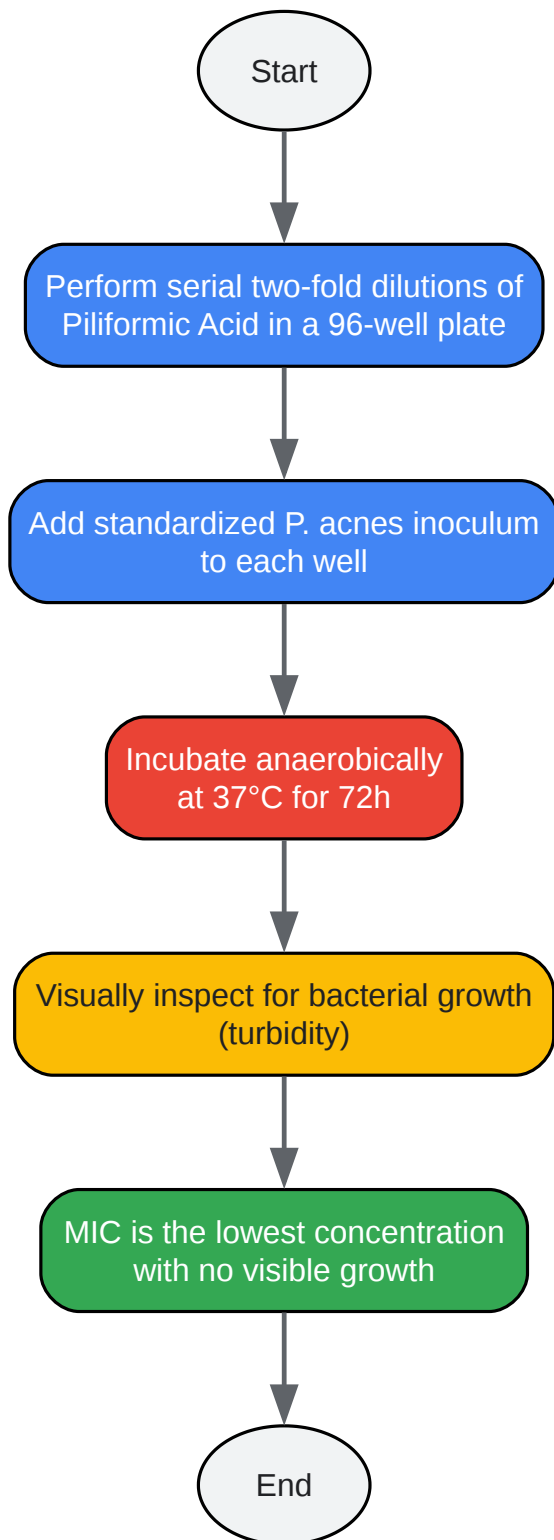 Start
Perform serial two-fold dilutions of
Piliformic Acid in a 96-well plate
Add standardized P. acnes inoculum
to each well
Incubate anaerobically
at 37°C for 72h
Visually inspect for bacterial growth
(turbidity)
MIC is the lowest concentration
with no visible growth
End